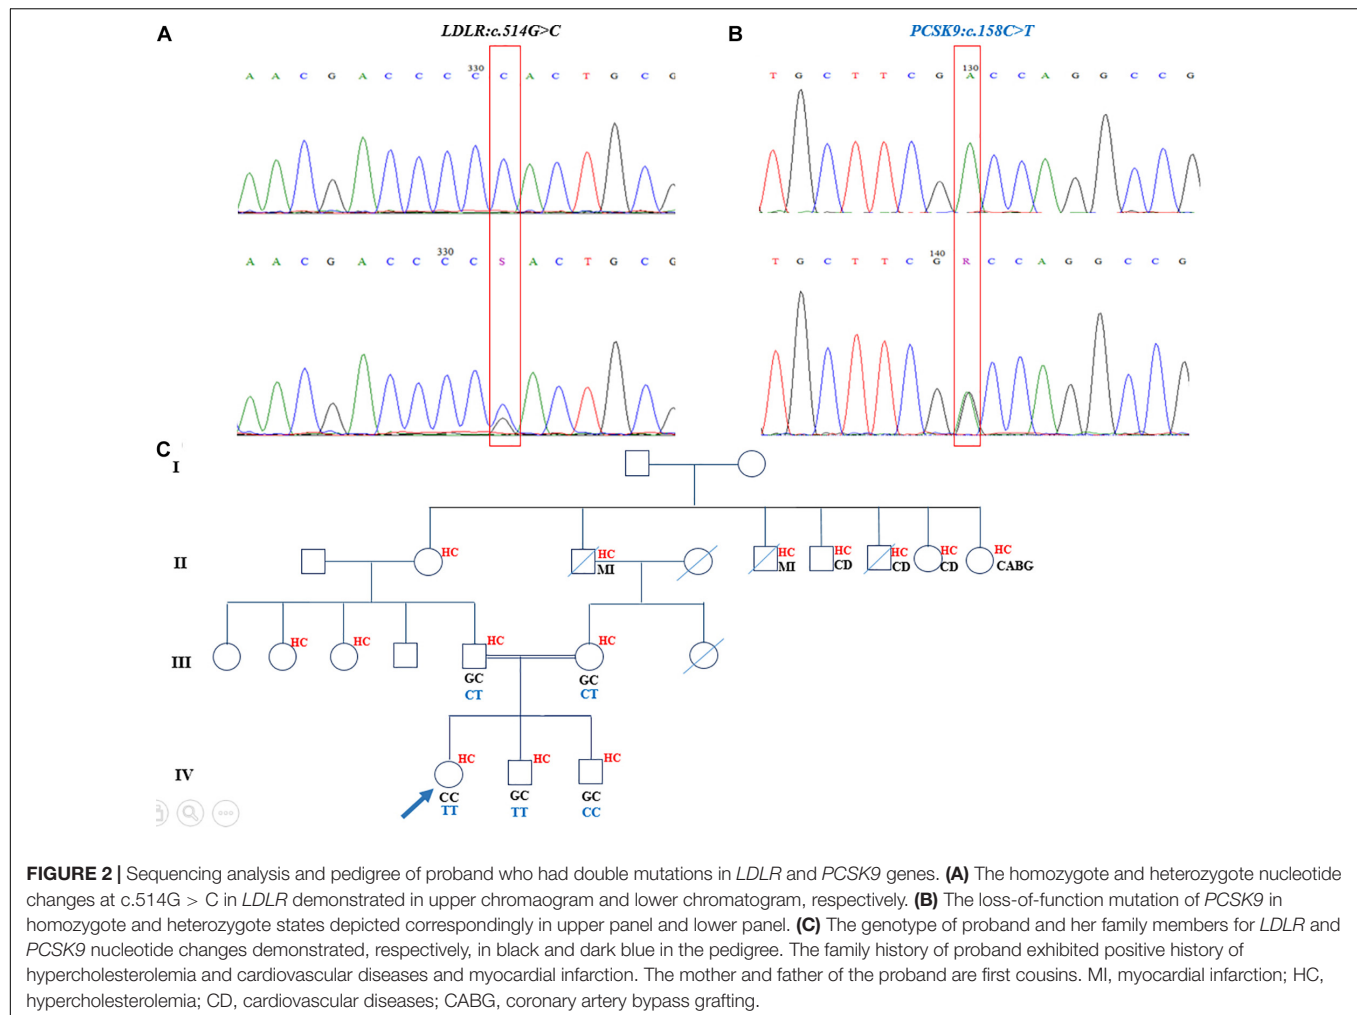 A
LDLR:c.514G>C
B
PCSK9:c.158C>T
A A C G A C C C C 330 C A C T G C G
T G C T T C G 130 A C C A G G C C G
A A C G A C C 330 C C S A C T G C G
T G C T T C 140 G R C C A G G C C G
C
I
II
HC
HC
MI
HC
MI
HC
CD
HC
CD
HC
CD
HC
CABG
III
HC
HC
HC
GC
CT
HC
GC
CT
IV
HC
CC
TT
HC
GC
TT
HC
GC
CC
FIGURE 2 | Sequencing analysis and pedigree of proband who had double mutations in LDLR and PCSK9 genes. (A) The homozygote and heterozygote nucleotide
changes at c.514G > C in LDLR demonstrated in upper chromaogram and lower chromatogram, respectively. (B) The loss-of-function mutation of PCSK9 in
homozygote and heterozygote states depicted correspondingly in upper panel and lower panel. (C) The genotype of proband and her family members for LDLR and
PCSK9 nucleotide changes demonstrated, respectively, in black and dark blue in the pedigree. The family history of proband exhibited positive history of
hypercholesterolemia and cardiovascular diseases and myocardial infarction. The mother and father of the proband are first cousins. MI, myocardial infarction; HC,
hypercholesterolemia; CD, cardiovascular diseases; CABG, coronary artery bypass grafting.